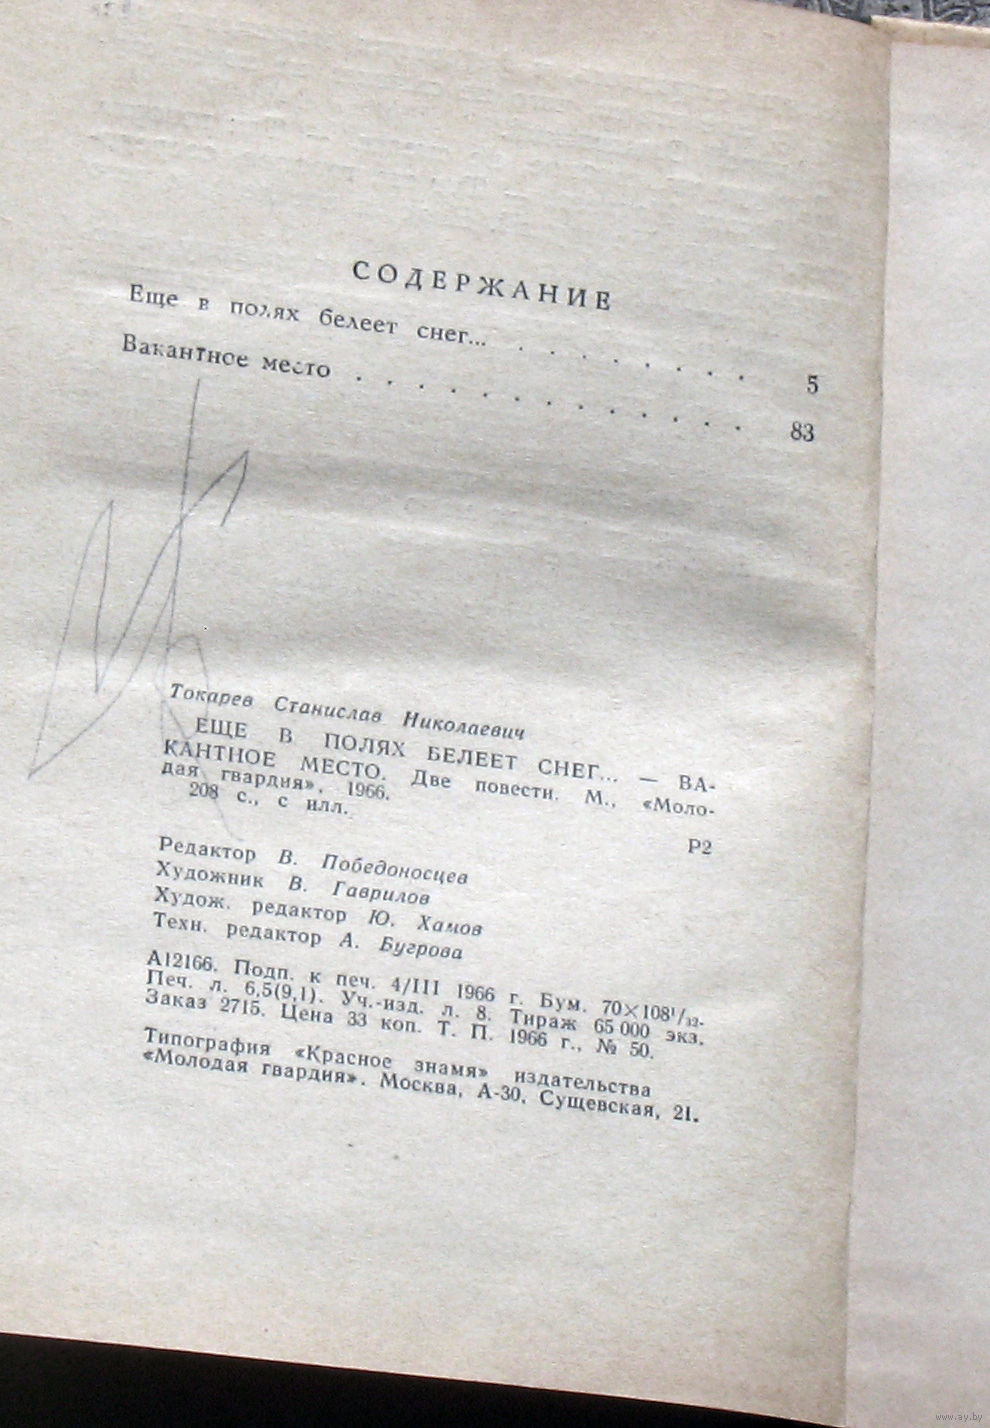 СОДЕРЖАНИЕ
Еще в полях белеет снег... . . . . . . . . 5
Вакантное место . . . . . . . . . . . . . 83
Токарев Станислав Николаевич
ЕЩЕ В ПОЛЯХ БЕЛЕЕТ СНЕГ... — ВА-
КАНТНОЕ МЕСТО. Две повести. М., «Моло-
дая гвардия», 1966.
208 с., с илл.
Р2
Редактор В. Победоносцев
Художник В. Гаврилов
Худож. редактор Ю. Хамов
Техн. редактор А. Бугрова
А12166. Подп. к печ. 4/III 1966 г. Бум. 70×108¹/₃₂.
Печ. л. 6,5(9,1). Уч.-изд. л. 8. Тираж 65 000 экз.
Заказ 2715. Цена 33 коп. Т. П. 1966 г., № 50.
Типография «Красное знамя» издательства
«Молодая гвардия». Москва, А-30, Сущевская, 21.
www.ay.by